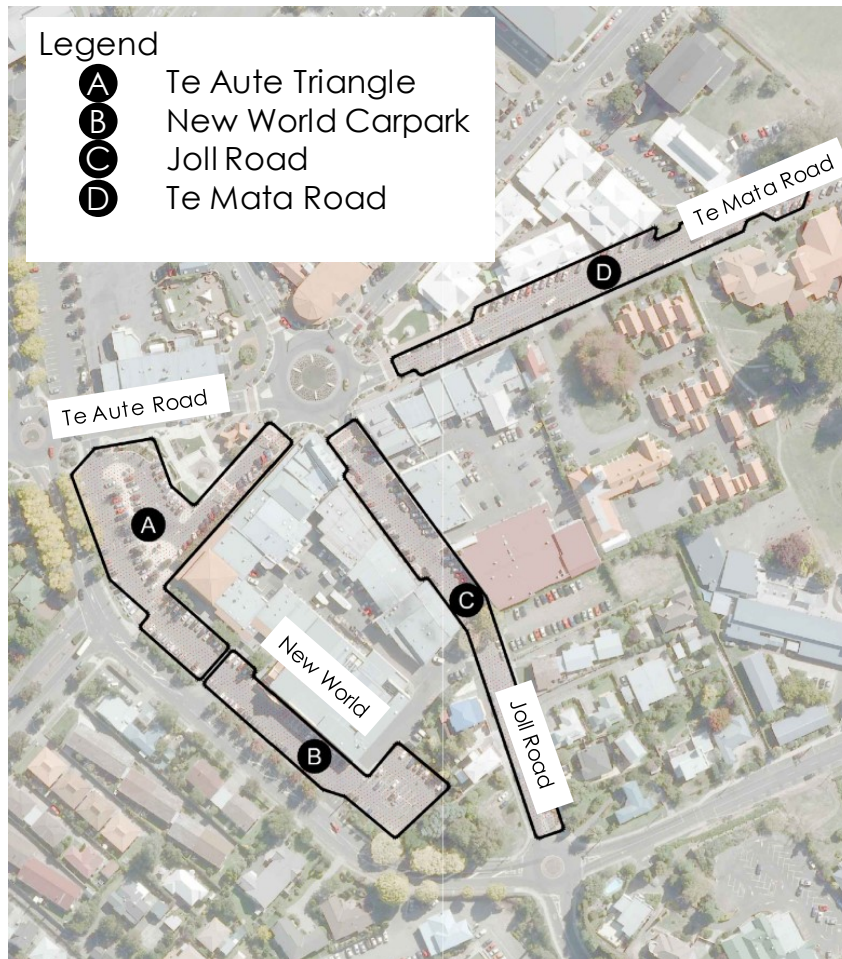 Legend
A Te Aute Triangle
B New World Carpark
C Joll Road
D Te Mata Road
Te Mata Road
D
Te Aute Road
A
C
New World
Joll Road
B